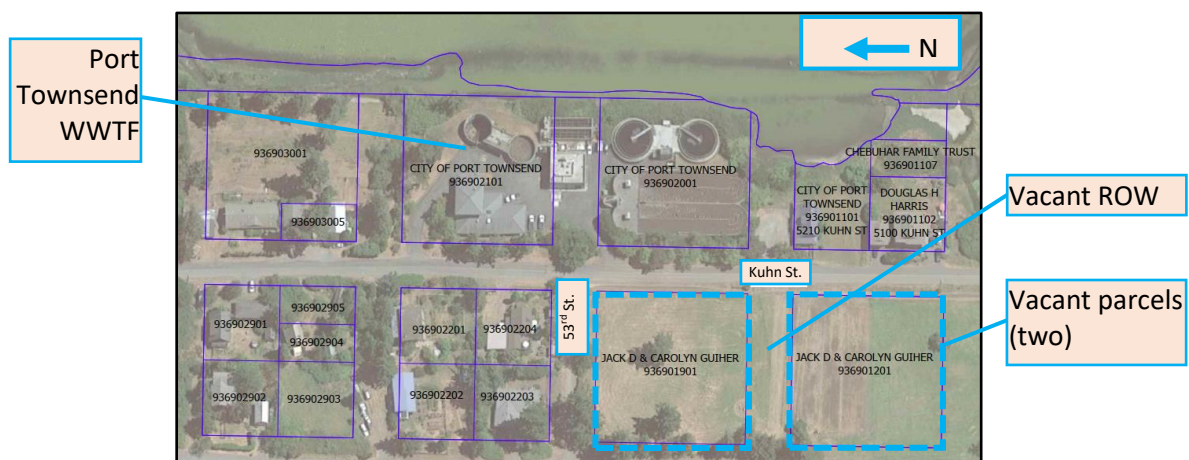 Port
Townsend
WWTF
N
936903001
936903005
CITY OF PORT TOWNSEND
936902101
CITY OF PORT TOWNSEND
936902001
CHEBUHAR FAMILY TRUST
936901107
CITY OF PORT
TOWNSEND
936901101
5210 KUHN ST
DOUGLAS H
HARRIS
936901102
5100 KUHN ST
Vacant ROW
Kuhn St.
53rd St.
Vacant parcels
(two)
936902901
936902905
936902904
936902902
936902903
936902201
936902204
936902202
936902203
JACK D & CAROLYN GUIHER
936901901
JACK D & CAROLYN GUIHER
936901201